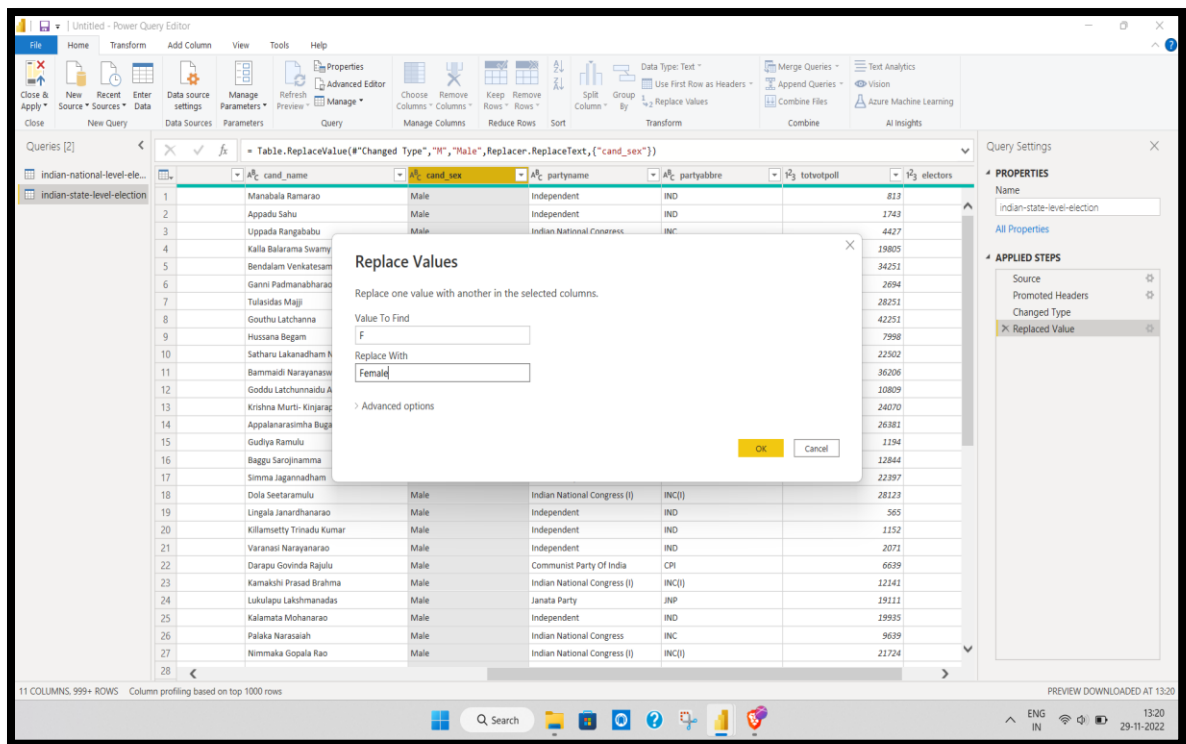 Untitled - Power Query Editor
File Home Transform Add Column View Tools Help
Close & Apply
New Source
Recent Sources
Enter Data
Data source settings
Manage Parameters
Refresh Preview
Properties
Advanced Editor
Manage
Choose Columns
Remove Columns
Keep Rows
Remove Rows
Split Column
Group By
Data Type: Text
Use First Row as Headers
Replace Values
Merge Queries
Append Queries
Combine Files
Text Analytics
Vision
Azure Machine Learning
Close New Query Data Sources Parameters Query Manage Columns Reduce Rows Sort Transform Combine AI Insights
Queries [2]
indian-national-level-ele...
indian-state-level-election
fx = Table.ReplaceValue(#"Changed Type","M","Male",Replacer.ReplaceText,{"cand_sex"})
cand_name cand_sex partyname partyabbre totvotpoll electors
1 Manabala Ramarao Male Independent IND 813
2 Appadu Sahu Male Independent IND 1743
3 Uppada Rangababu Male Indian National Congress INC 4427
4 Kalla Balarama Swamy 19805
5 Bendalam Venkatesam 34251
6 Ganni Padmanabharao 2694
7 Tulasidas Majji 28251
8 Gouthu Latchanna 42251
9 Hussana Begam 7998
10 Satharu Lakanadham N 22502
11 Bammaidi Narayanasw 36206
12 Goddu Latchunnaidu A 10809
13 Krishna Murti- Kinjarap 24070
14 Appalanarasimha Buga 26381
15 Gudiya Ramulu 1194
16 Baggu Sarojinamma 12844
17 Simma Jagannadham 22397
18 Dola Seetaramulu Male Indian National Congress (I) INC(I) 28123
19 Lingala Janardhanarao Male Independent IND 565
20 Killamsetty Trinadu Kumar Male Independent IND 1152
21 Varanasi Narayanarao Male Independent IND 2071
22 Darapu Govinda Rajulu Male Communist Party Of India CPI 6639
23 Kamakshi Prasad Brahma Male Indian National Congress (I) INC(I) 12141
24 Lukulapu Lakshmanadas Male Janata Party JNP 19111
25 Kalamata Mohanarao Male Independent IND 19935
26 Palaka Narasaiah Male Indian National Congress INC 9639
27 Nimmaka Gopala Rao Male Indian National Congress (I) INC(I) 21724
28
Replace Values
Replace one value with another in the selected columns.
Value To Find
F
Replace With
Female
Advanced options
OK Cancel
Query Settings
PROPERTIES
Name
indian-state-level-election
All Properties
APPLIED STEPS
Source
Promoted Headers
Changed Type
Replaced Value
11 COLUMNS, 999+ ROWS Column profiling based on top 1000 rows
PREVIEW DOWNLOADED AT 13:20
Search
ENG
IN
13:20
29-11-2022